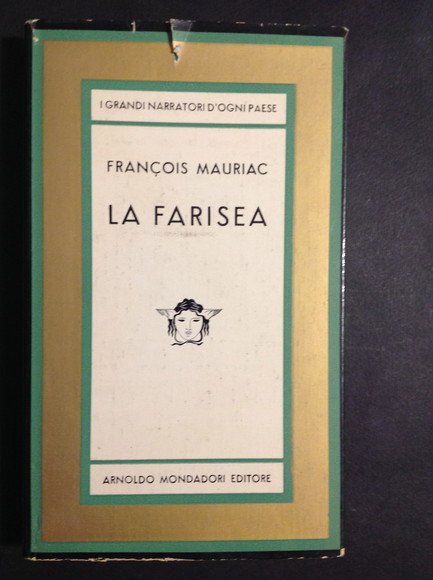 I GRANDI NARRATORI D'OGNI PAESE
FRANÇOIS MAURIAC
LA FARISEA
ARNOLDO MONDADORI EDITORE